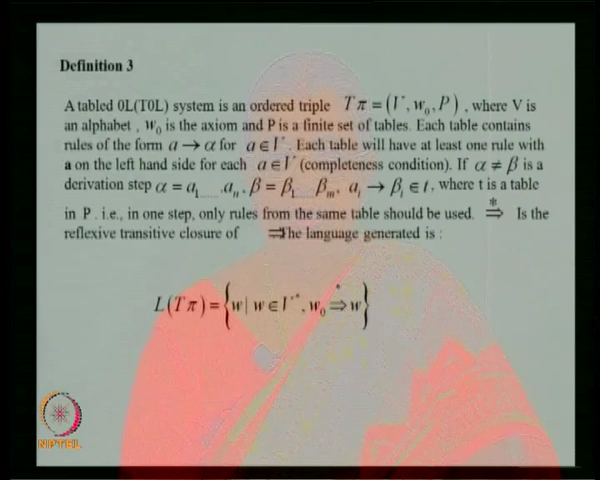 Definition 3
A tabled 0L(T0L) system is an ordered triple Tπ = (V, w₀, P), where V is
an alphabet, w₀ is the axiom and P is a finite set of tables. Each table contains
rules of the form a → α for a ∈ V. Each table will have at least one rule with
a on the left hand side for each a ∈ V (completeness condition). If α ≠ β is a
derivation step α = a₁......aₙ, β = β₁ βₘ, aᵢ → βᵢ ∈ t, where t is a table
in P. i.e., in one step, only rules from the same table should be used. ⇒* Is the
reflexive transitive closure of ⇒The language generated is :
L(Tπ) = {w | w ∈ V*, w₀ ⇒* w}
NPTEL